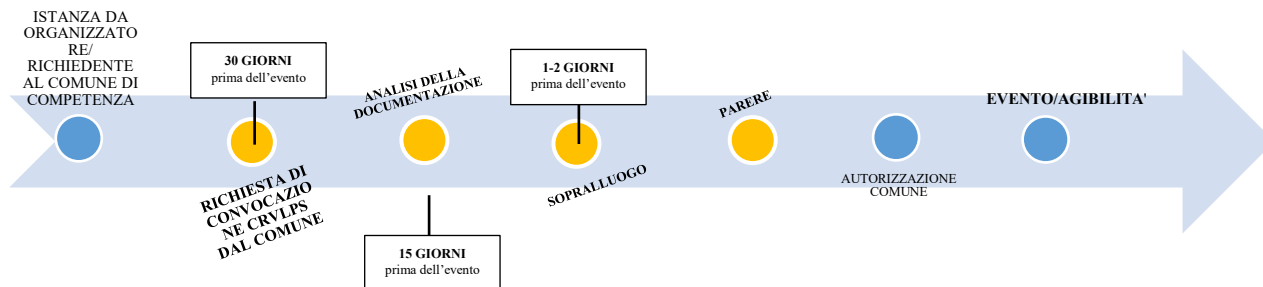 ISTANZA DA
ORGANIZZATO
RE/
RICHIEDENTE
AL COMUNE DI
COMPETENZA
30 GIORNI
prima dell'evento
RICHIESTA DI
CONVOCAZIO
NE CRVLPS
DAL COMUNE
ANALISI DELLA
DOCUMENTAZIONE
15 GIORNI
prima dell'evento
1-2 GIORNI
prima dell'evento
SOPRALLUOGO
PARERE
AUTORIZZAZIONE
COMUNE
EVENTO/AGIBILITA'